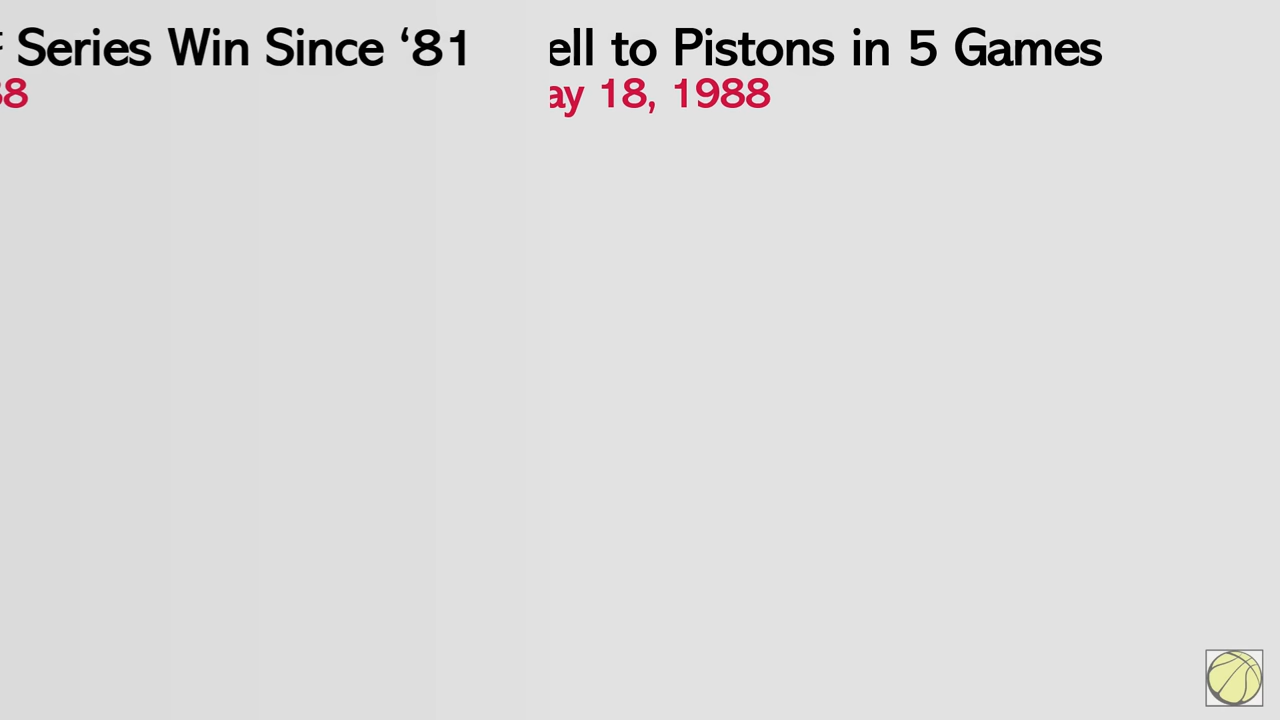 Series Win Since ‘81
ell to Pistons in 5 Games
ay 18, 1988